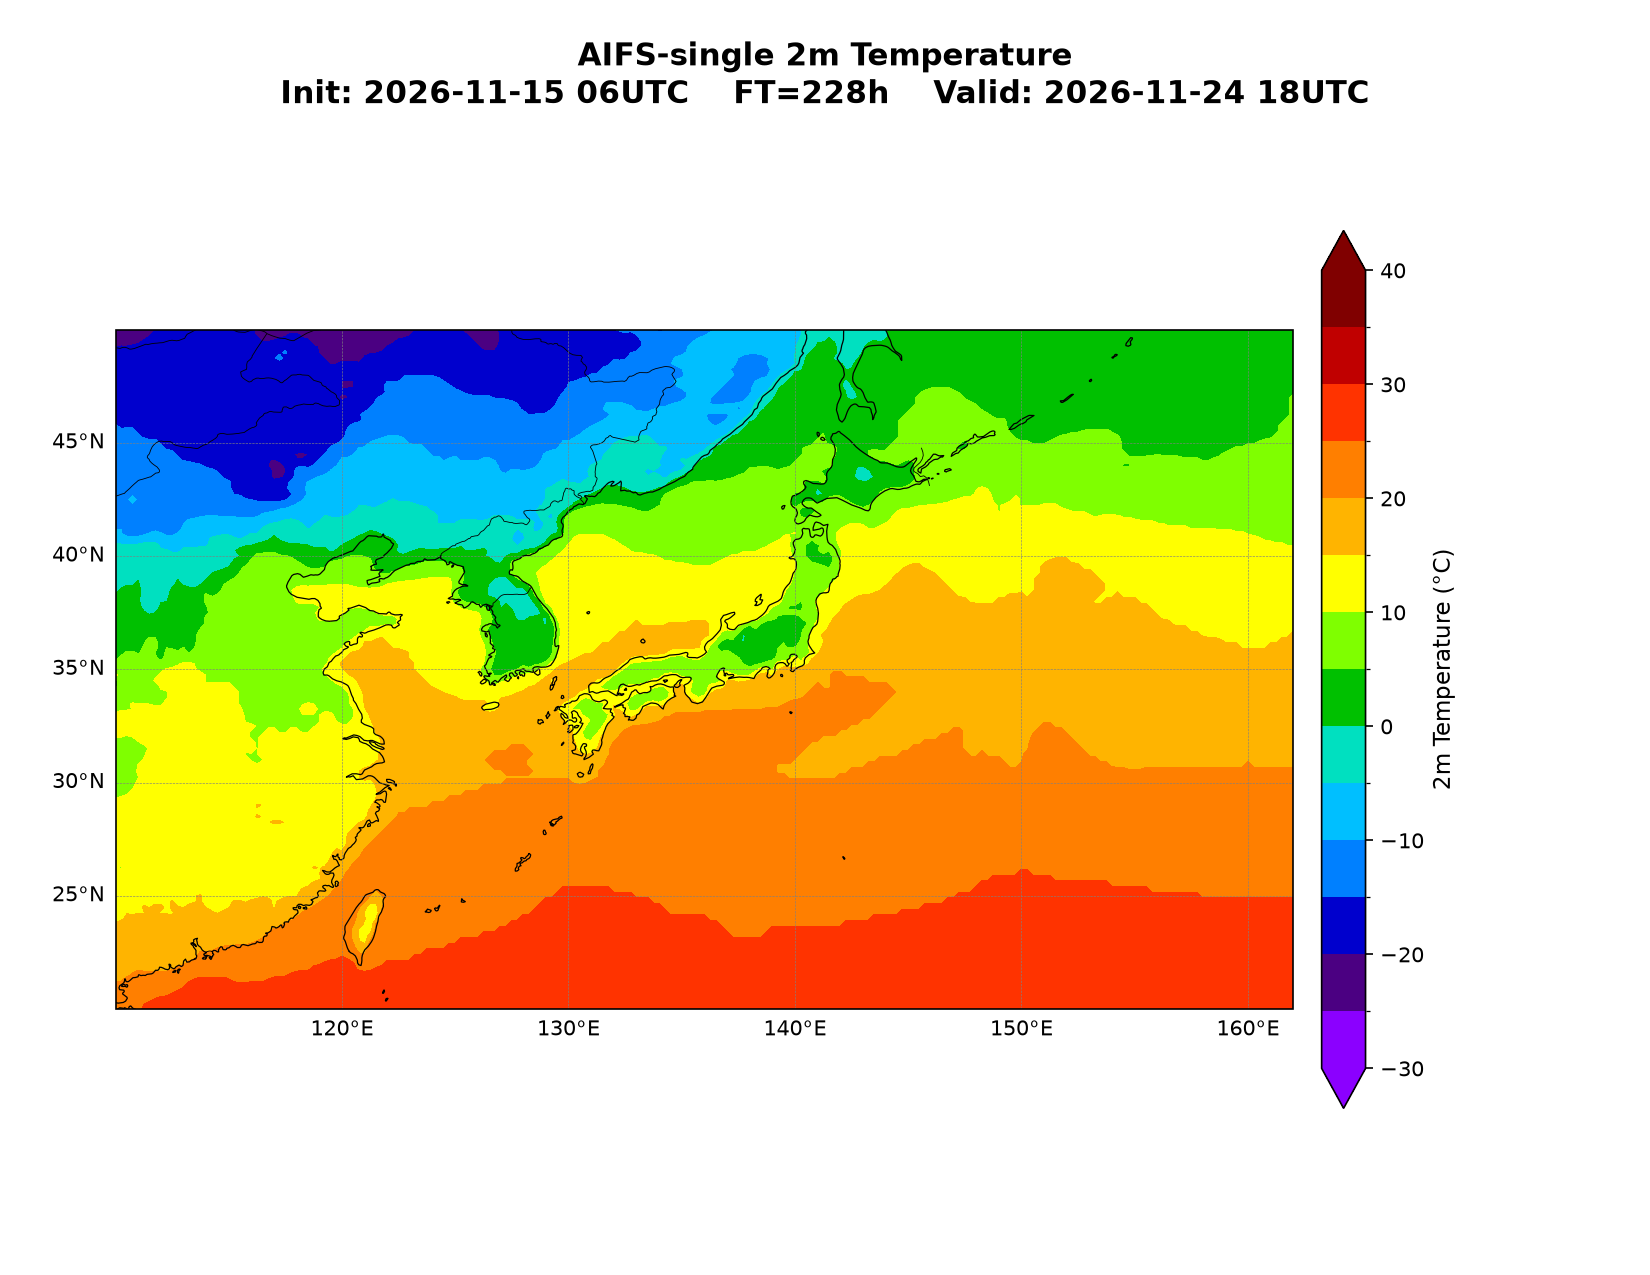 AIFS-single 2m Temperature
Init: 2026-11-15 06UTC    FT=228h    Valid: 2026-11-24 18UTC
45°N
40°N
35°N
30°N
25°N
120°E
130°E
140°E
150°E
160°E
40
30
20
10
0
−10
−20
−30
2m Temperature (°C)